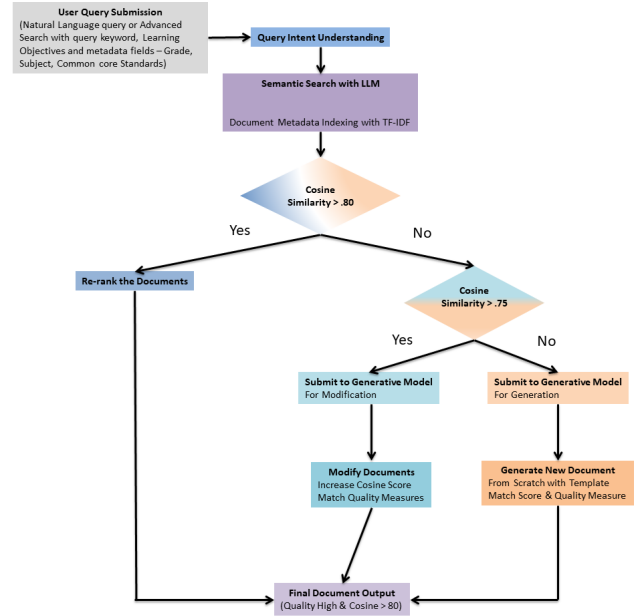 User Query Submission
(Natural Language query or Advanced
Search with query keyword, Learning
Objectives and metadata fields – Grade,
Subject, Common core Standards)
Query Intent Understanding
Semantic Search with LLM
Document Metadata Indexing with TF-IDF
Cosine
Similarity > .80
Yes
No
Re-rank the Documents
Cosine
Similarity > .75
Yes
No
Submit to Generative Model
For Modification
Submit to Generative Model
For Generation
Modify Documents
Increase Cosine Score
Match Quality Measures
Generate New Document
From Scratch with Template
Match Score & Quality Measure
Final Document Output
(Quality High & Cosine > 80)